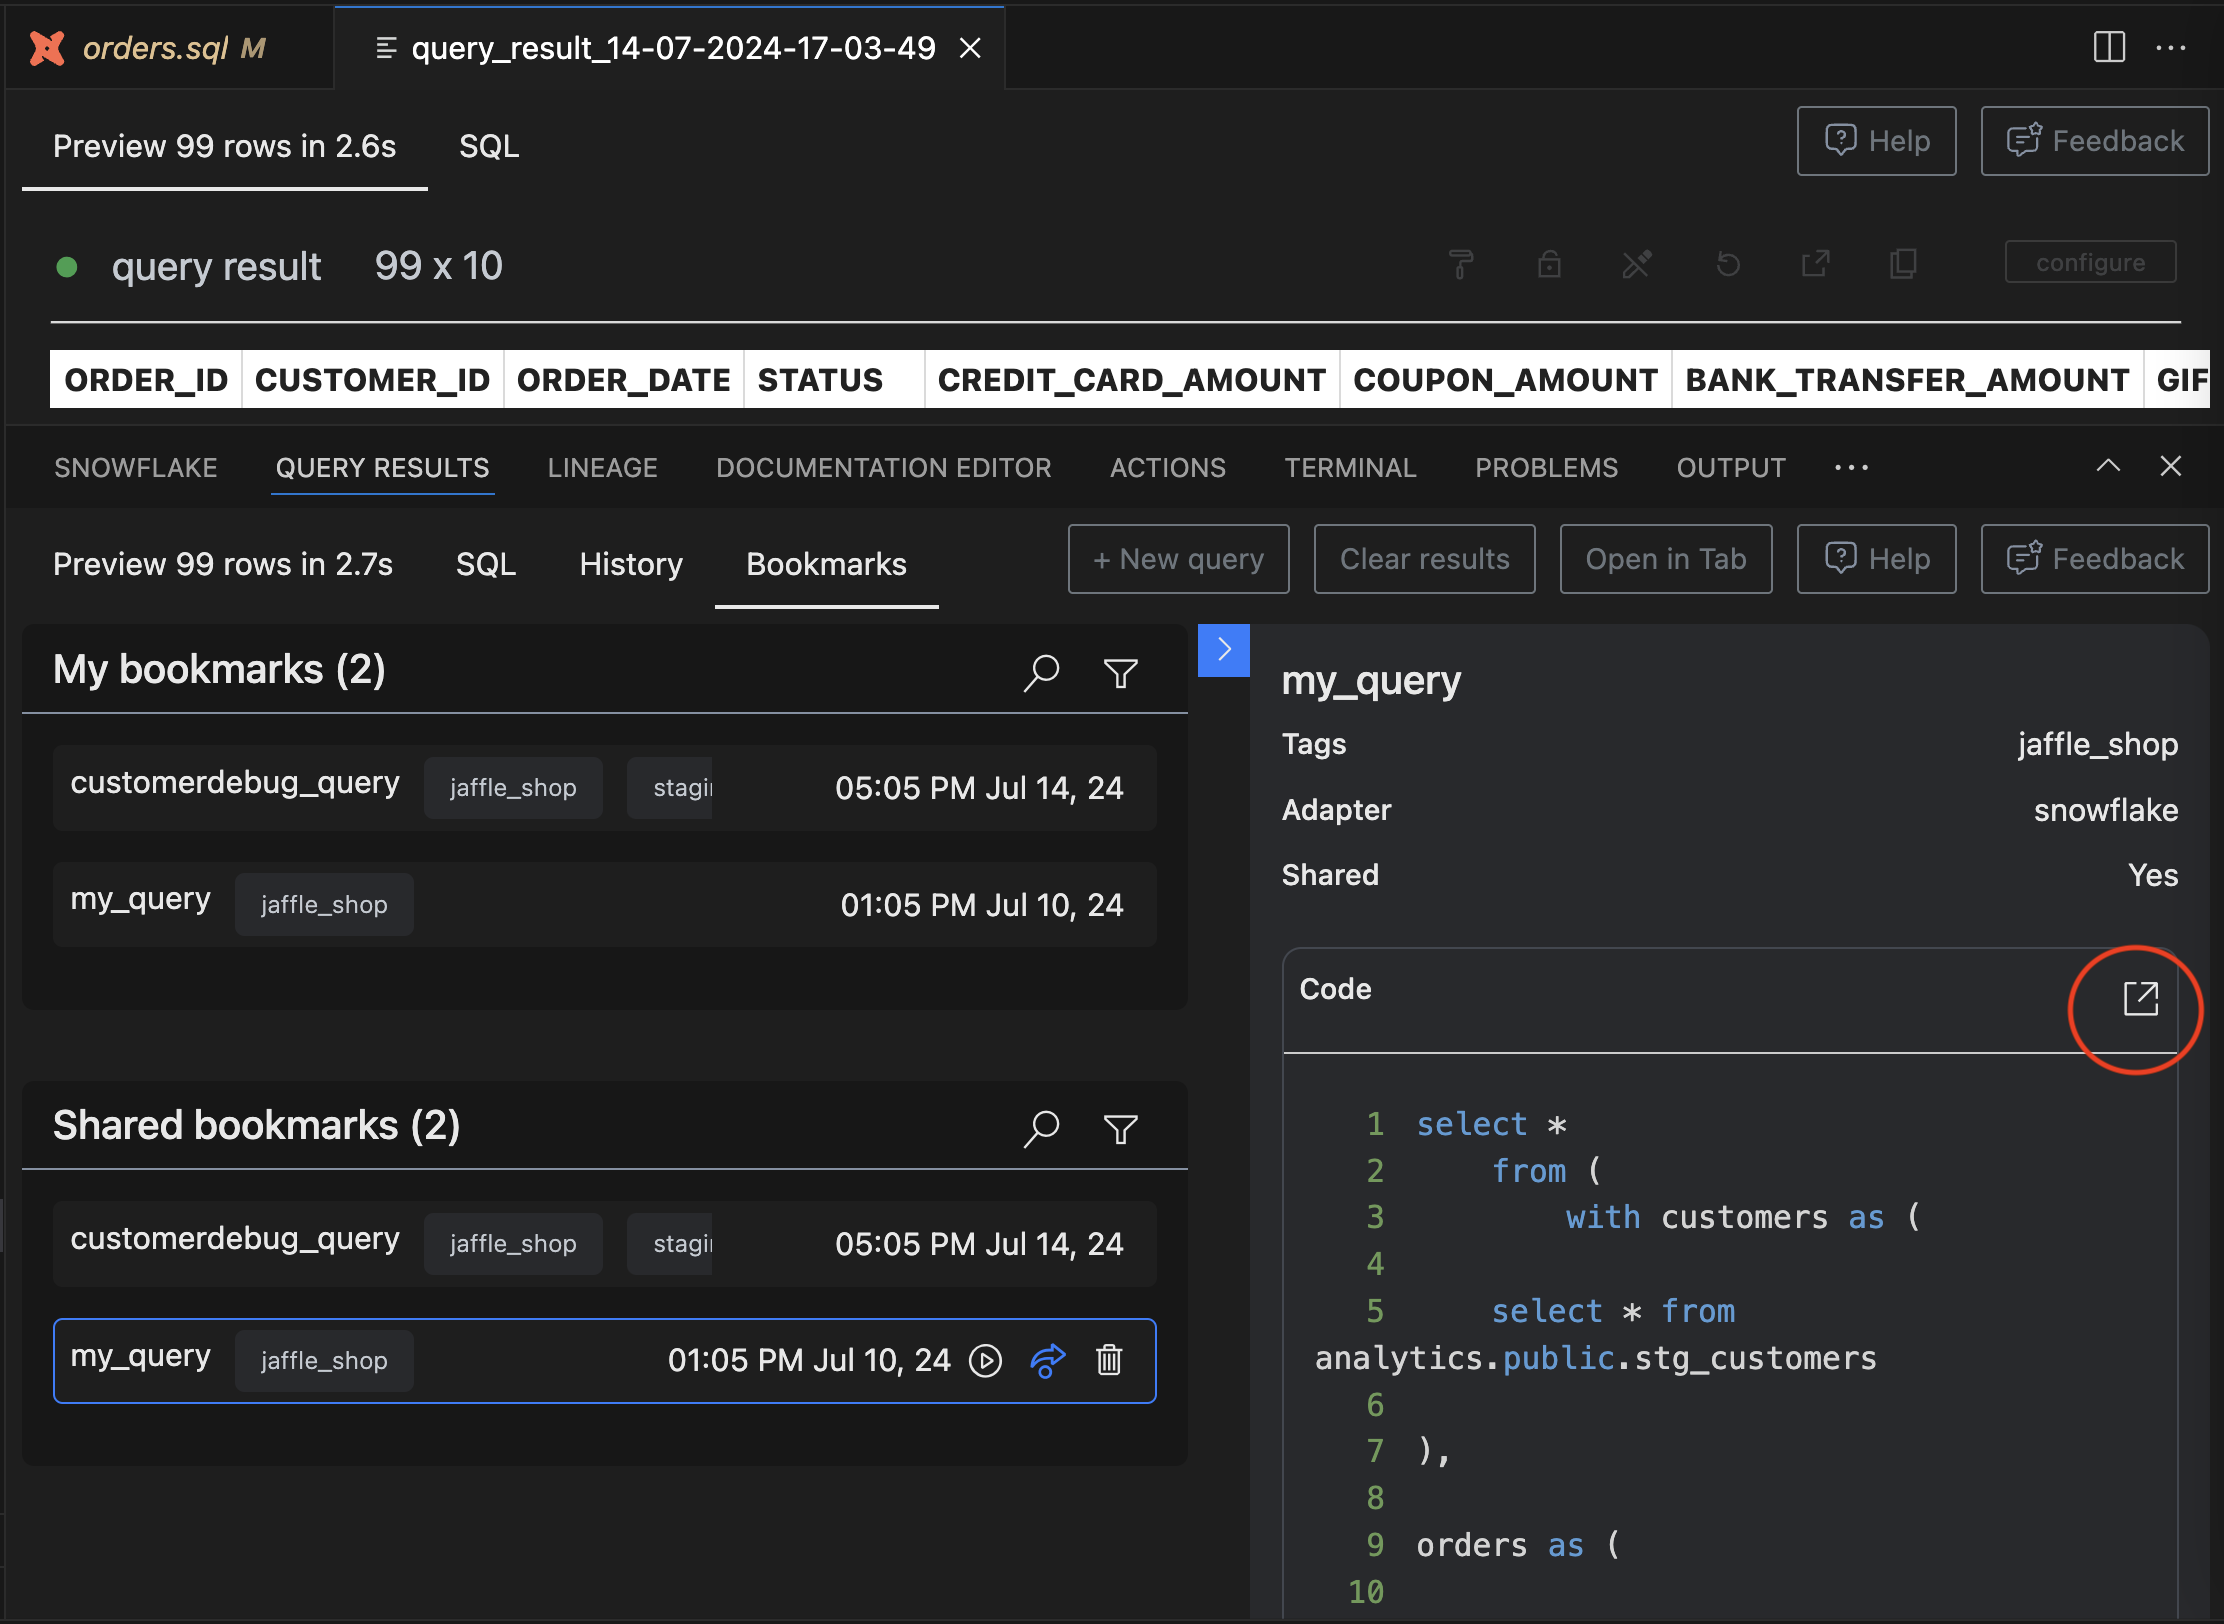 orders.sql M
query_result_14-07-2024-17-03-49
Preview 99 rows in 2.6s SQL Help Feedback
query result 99 x 10 configure
ORDER_ID CUSTOMER_ID ORDER_DATE STATUS CREDIT_CARD_AMOUNT COUPON_AMOUNT BANK_TRANSFER_AMOUNT GIF
SNOWFLAKE QUERY RESULTS LINEAGE DOCUMENTATION EDITOR ACTIONS TERMINAL PROBLEMS OUTPUT
Preview 99 rows in 2.7s SQL History Bookmarks + New query Clear results Open in Tab Help Feedback
My bookmarks (2)
customerdebug_query jaffle_shop stagi 05:05 PM Jul 14, 24
my_query jaffle_shop 01:05 PM Jul 10, 24
Shared bookmarks (2)
customerdebug_query jaffle_shop stagi 05:05 PM Jul 14, 24
my_query jaffle_shop 01:05 PM Jul 10, 24
my_query
Tags jaffle_shop
Adapter snowflake
Shared Yes
Code
1 select *
2 from (
3 with customers as (
4
5 select * from
analytics.public.stg_customers
6
7 ),
8
9 orders as (
10